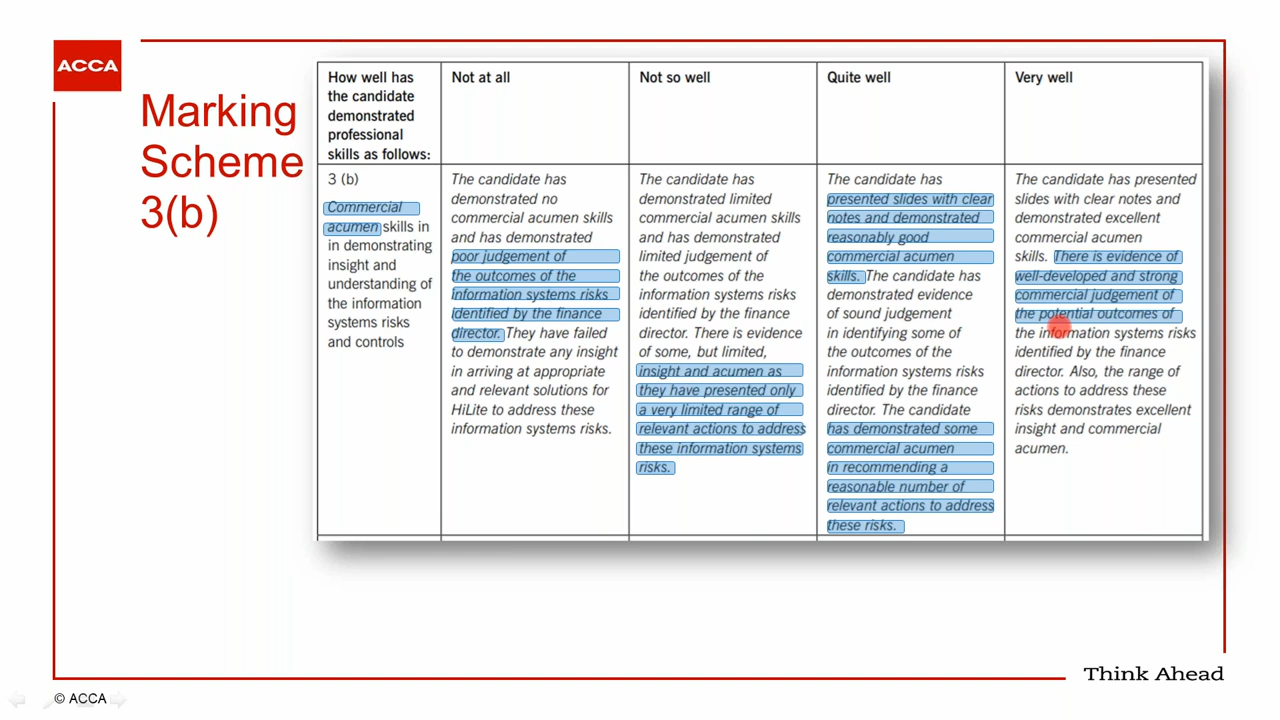 ACCA
Marking
Scheme
3(b)
How well has
the candidate
demonstrated
professional
skills as follows:
Not at all
Not so well
Quite well
Very well
3 (b)
Commercial
acumen skills in
in demonstrating
insight and
understanding of
the information
systems risks
and controls
The candidate has
demonstrated no
commercial acumen skills
and has demonstrated
poor judgement of
the outcomes of the
information systems risks
identified by the finance
director. They have failed
to demonstrate any insight
in arriving at appropriate
and relevant solutions for
HiLite to address these
information systems risks.
The candidate has
demonstrated limited
commercial acumen skills
and has demonstrated
limited judgement of
the outcomes of the
information systems risks
identified by the finance
director. There is evidence
of some, but limited,
insight and acumen as
they have presented only
a very limited range of
relevant actions to address
these information systems
risks.
The candidate has
presented slides with clear
notes and demonstrated
reasonably good
commercial acumen
skills. The candidate has
demonstrated evidence
of sound judgement
in identifying some of
the outcomes of the
information systems risks
identified by the finance
director. The candidate
has demonstrated some
commercial acumen
in recommending a
reasonable number of
relevant actions to address
these risks.
The candidate has presented
slides with clear notes and
demonstrated excellent
commercial acumen
skills. There is evidence of
well-developed and strong
commercial judgement of
the potential outcomes of
the information systems risks
identified by the finance
director. Also, the range of
actions to address these
risks demonstrates excellent
insight and commercial
acumen.
Think Ahead
© ACCA